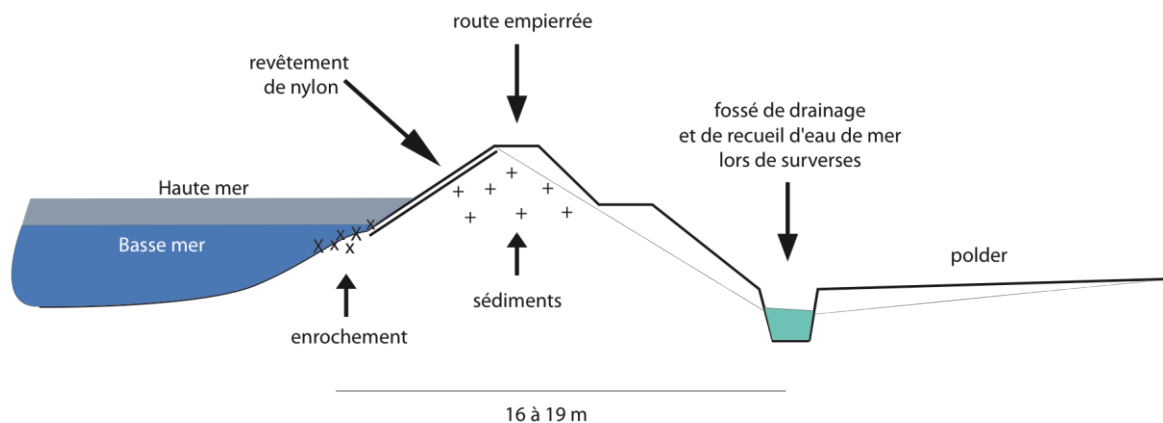 route empierrée
revêtement
de nylon
fossé de drainage
et de recueil d'eau de mer
lors de surverses
Haute mer
Basse mer
polder
sédiments
enrochement
16 à 19 m